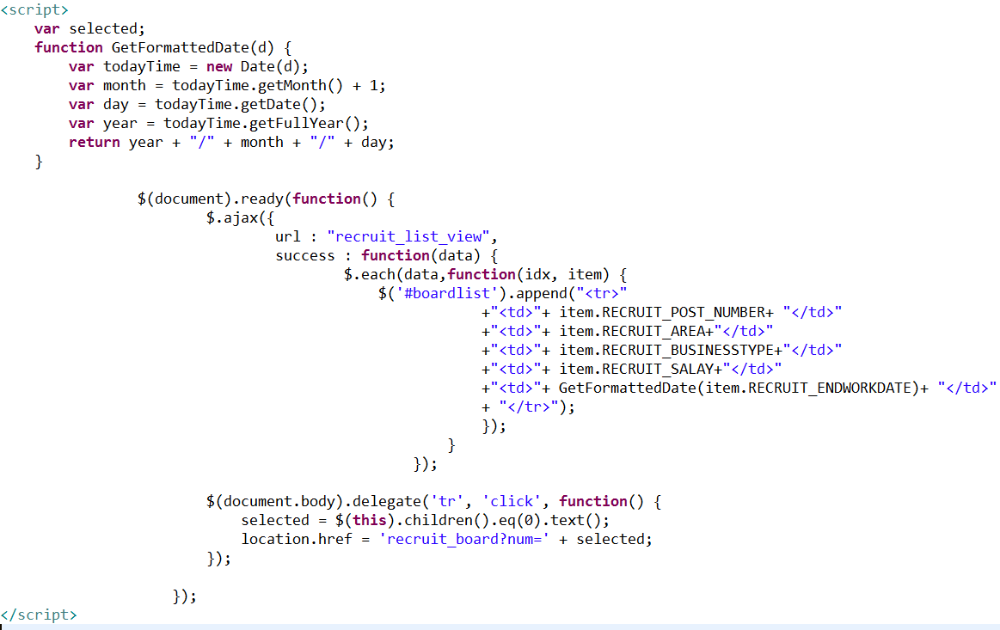 <script>
var selected;
function GetFormattedDate(d) {
var todayTime = new Date(d);
var month = todayTime.getMonth() + 1;
var day = todayTime.getDate();
var year = todayTime.getFullYear();
return year + "/" + month + "/" + day;
}
$(document).ready(function() {
$.ajax({
url : "recruit_list_view",
success : function(data) {
$.each(data,function(idx, item) {
$('#boardlist').append("<tr>"
+"<td>"+ item.RECRUIT_POST_NUMBER+ "</td>"
+"<td>"+ item.RECRUIT_AREA+"</td>"
+"<td>"+ item.RECRUIT_BUSINESSTYPE+"</td>"
+"<td>"+ item.RECRUIT_SALAY+"</td>"
+"<td>"+ GetFormattedDate(item.RECRUIT_ENDWORKDATE)+ "</td>"
+ "</tr>");
});
}
});
$(document.body).delegate('tr', 'click', function() {
selected = $(this).children().eq(0).text();
location.href = 'recruit_board?num=' + selected;
});
});
</script>